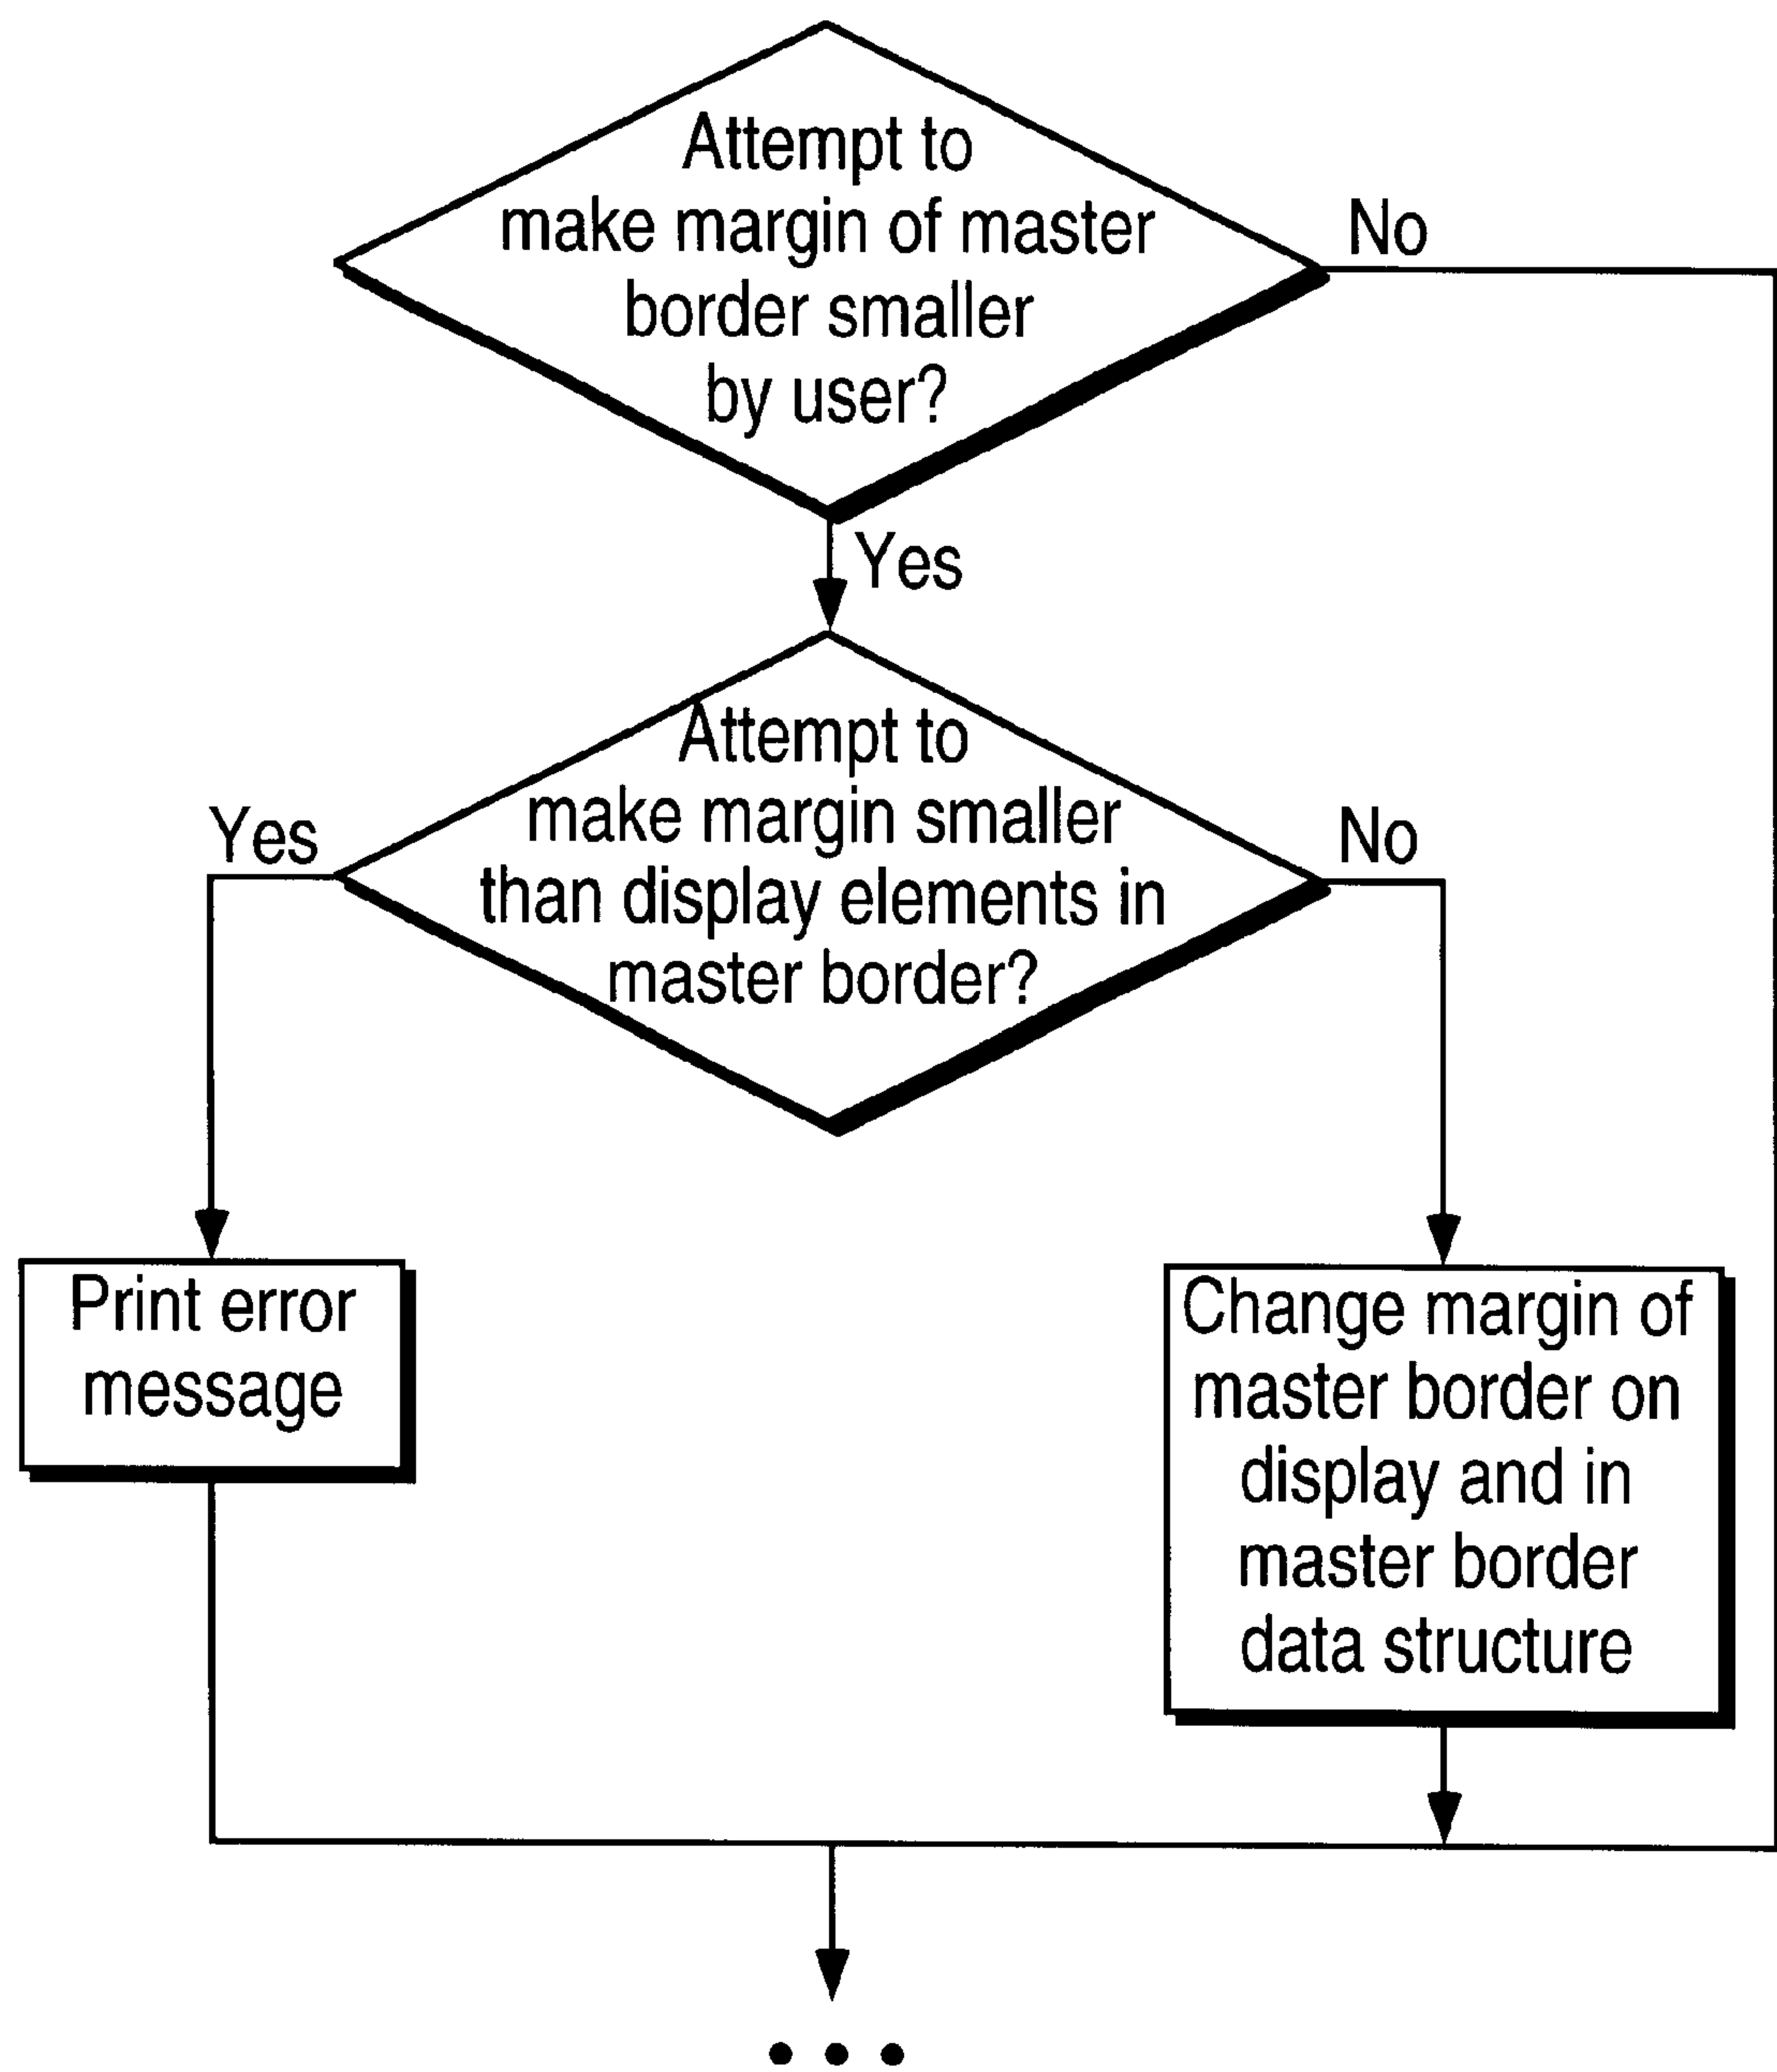 Attempt to
make margin of master
border smaller
by user?
No
Yes
Attempt to
make margin smaller
than display elements in
master border?
Yes
No
Print error
message
Change margin of
master border on
display and in
master border
data structure
• • •